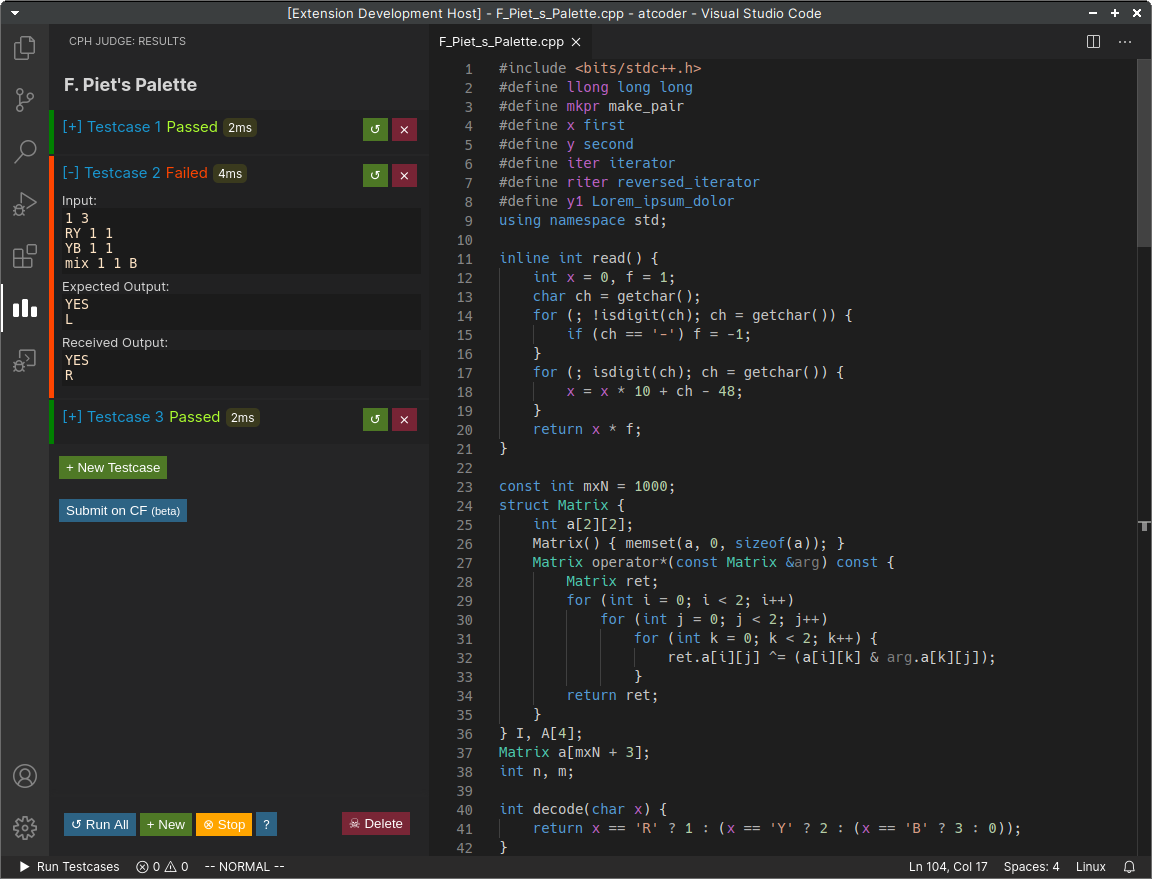 [Extension Development Host] - F_Piet_s_Palette.cpp - atcoder - Visual Studio Code
CPH JUDGE: RESULTS
F. Piet's Palette
[+] Testcase 1 Passed 2ms
[-] Testcase 2 Failed 4ms
Input:
1 3
RY 1 1
YB 1 1
mix 1 1 B
Expected Output:
YES
L
Received Output:
YES
R
[+] Testcase 3 Passed 2ms
+ New Testcase
Submit on CF (beta)
↺ Run All + New ⊗ Stop ? ☠ Delete
F_Piet_s_Palette.cpp ×
1 #include <bits/stdc++.h>
2 #define llong long long
3 #define mkpr make_pair
4 #define x first
5 #define y second
6 #define iter iterator
7 #define riter reversed_iterator
8 #define y1 Lorem_ipsum_dolor
9 using namespace std;
10
11 inline int read() {
12     int x = 0, f = 1;
13     char ch = getchar();
14     for (; !isdigit(ch); ch = getchar()) {
15         if (ch == '-') f = -1;
16     }
17     for (; isdigit(ch); ch = getchar()) {
18         x = x * 10 + ch - 48;
19     }
20     return x * f;
21 }
22
23 const int mxN = 1000;
24 struct Matrix {
25     int a[2][2];
26     Matrix() { memset(a, 0, sizeof(a)); }
27     Matrix operator*(const Matrix &arg) const {
28         Matrix ret;
29         for (int i = 0; i < 2; i++)
30             for (int j = 0; j < 2; j++)
31                 for (int k = 0; k < 2; k++) {
32                     ret.a[i][j] ^= (a[i][k] & arg.a[k][j]);
33                 }
34         return ret;
35     }
36 } I, A[4];
37 Matrix a[mxN + 3];
38 int n, m;
39
40 int decode(char x) {
41     return x == 'R' ? 1 : (x == 'Y' ? 2 : (x == 'B' ? 3 : 0));
42 }
Run Testcases 0 0 -- NORMAL -- Ln 104, Col 17 Spaces: 4 Linux